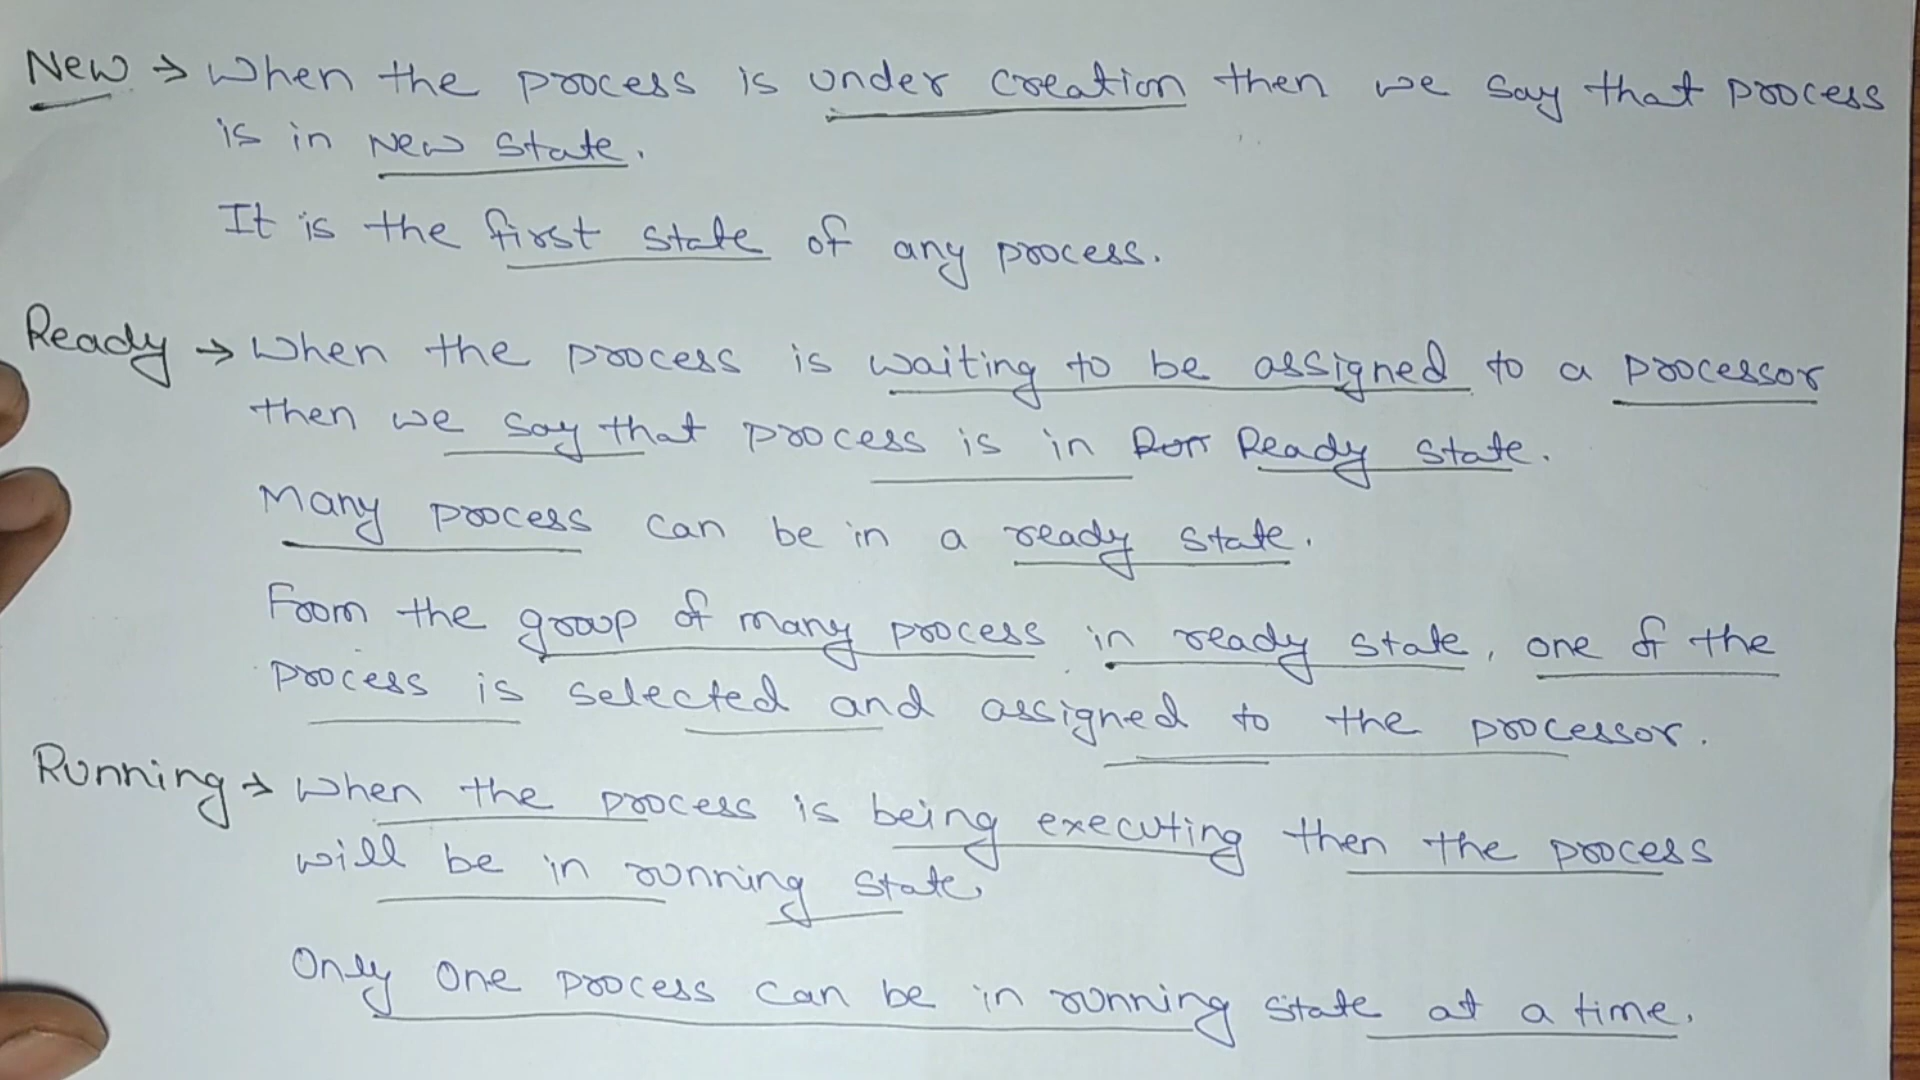 New → When the process is under creation then we say that process
is in New state.
It is the first state of any process.
Ready → When the process is waiting to be assigned to a processor
then we say that process is in Ready state.
Many process can be in a ready state.
From the group of many process in ready state, one of the
process is selected and assigned to the processor.
Running → When the process is being executing then the process
will be in running state.
Only one process can be in running state at a time.